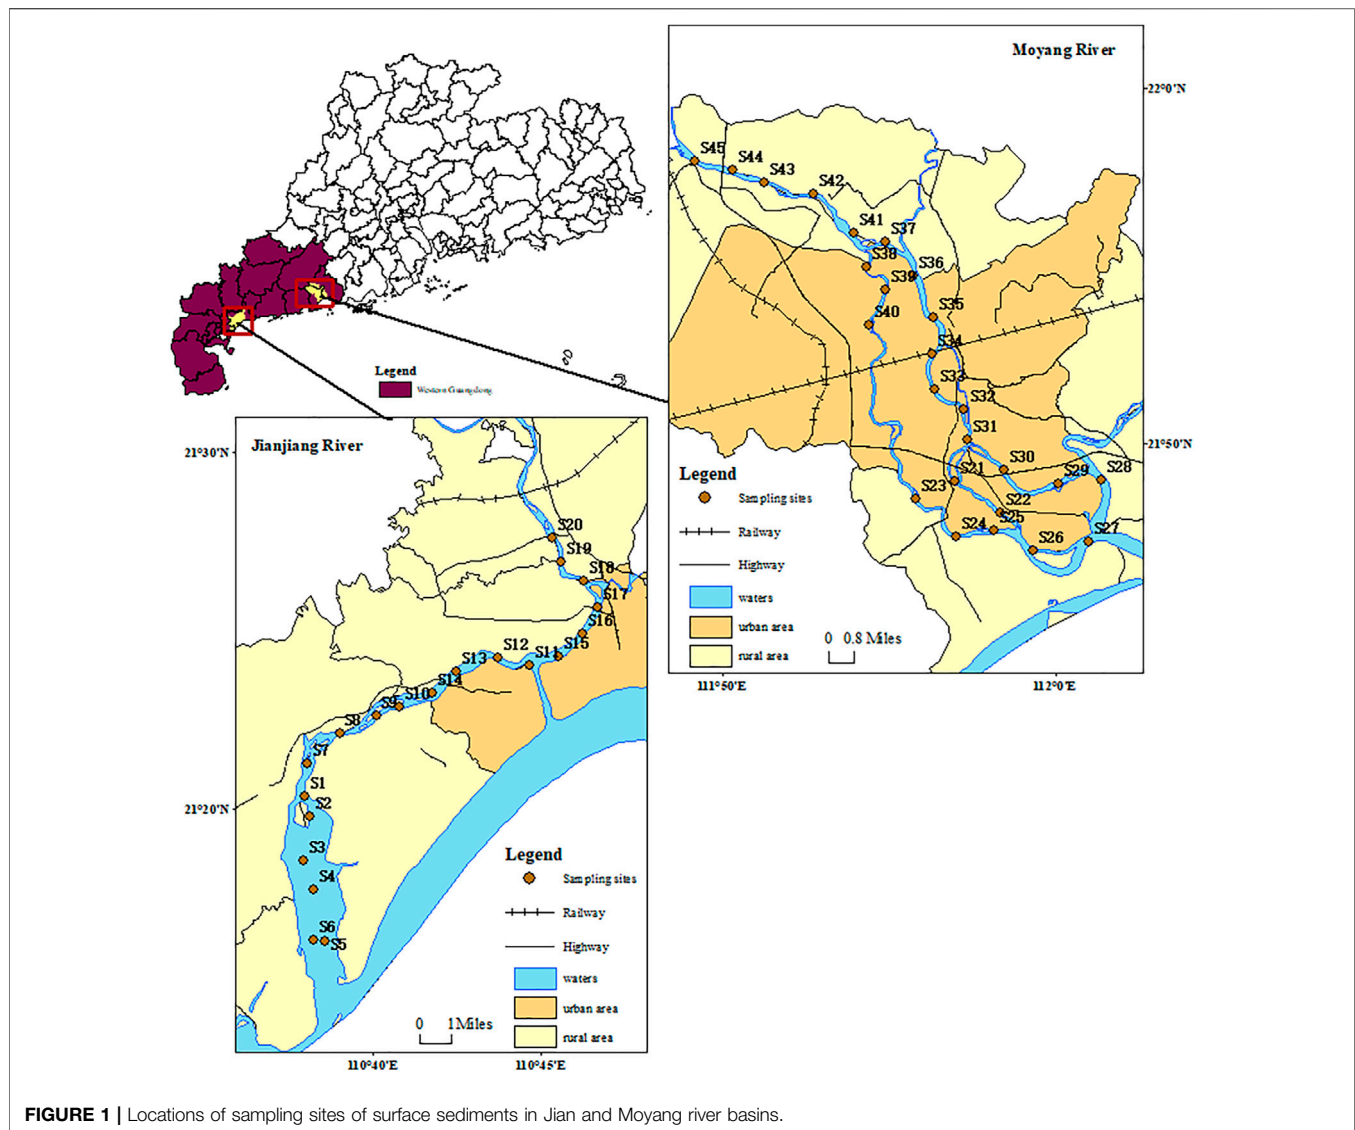 Moyang River
22°0'N
S45
S44
S43
S42
S41
S37
S38
S36
S39
S35
S40
S34
S33
S32
S31
21°50'N
S30
S28
S21
S29
S23
S22
S25
S24
S27
S26
Legend
Sampling sites
Railway
Highway
waters
urban area
rural area
0 0.8 Miles
111°50'E
112°0'E
Legend
Western Guangdong
Jianjiang River
21°30'N
S20
S19
S18
S17
S16
S15
S12
S11
S13
S14
S10
S9
S8
S7
S1
S2
21°20'N
S3
S4
S6
S5
Legend
Sampling sites
Railway
Highway
waters
urban area
rural area
0 1 Miles
110°40'E
110°45'E
FIGURE 1 | Locations of sampling sites of surface sediments in Jian and Moyang river basins.